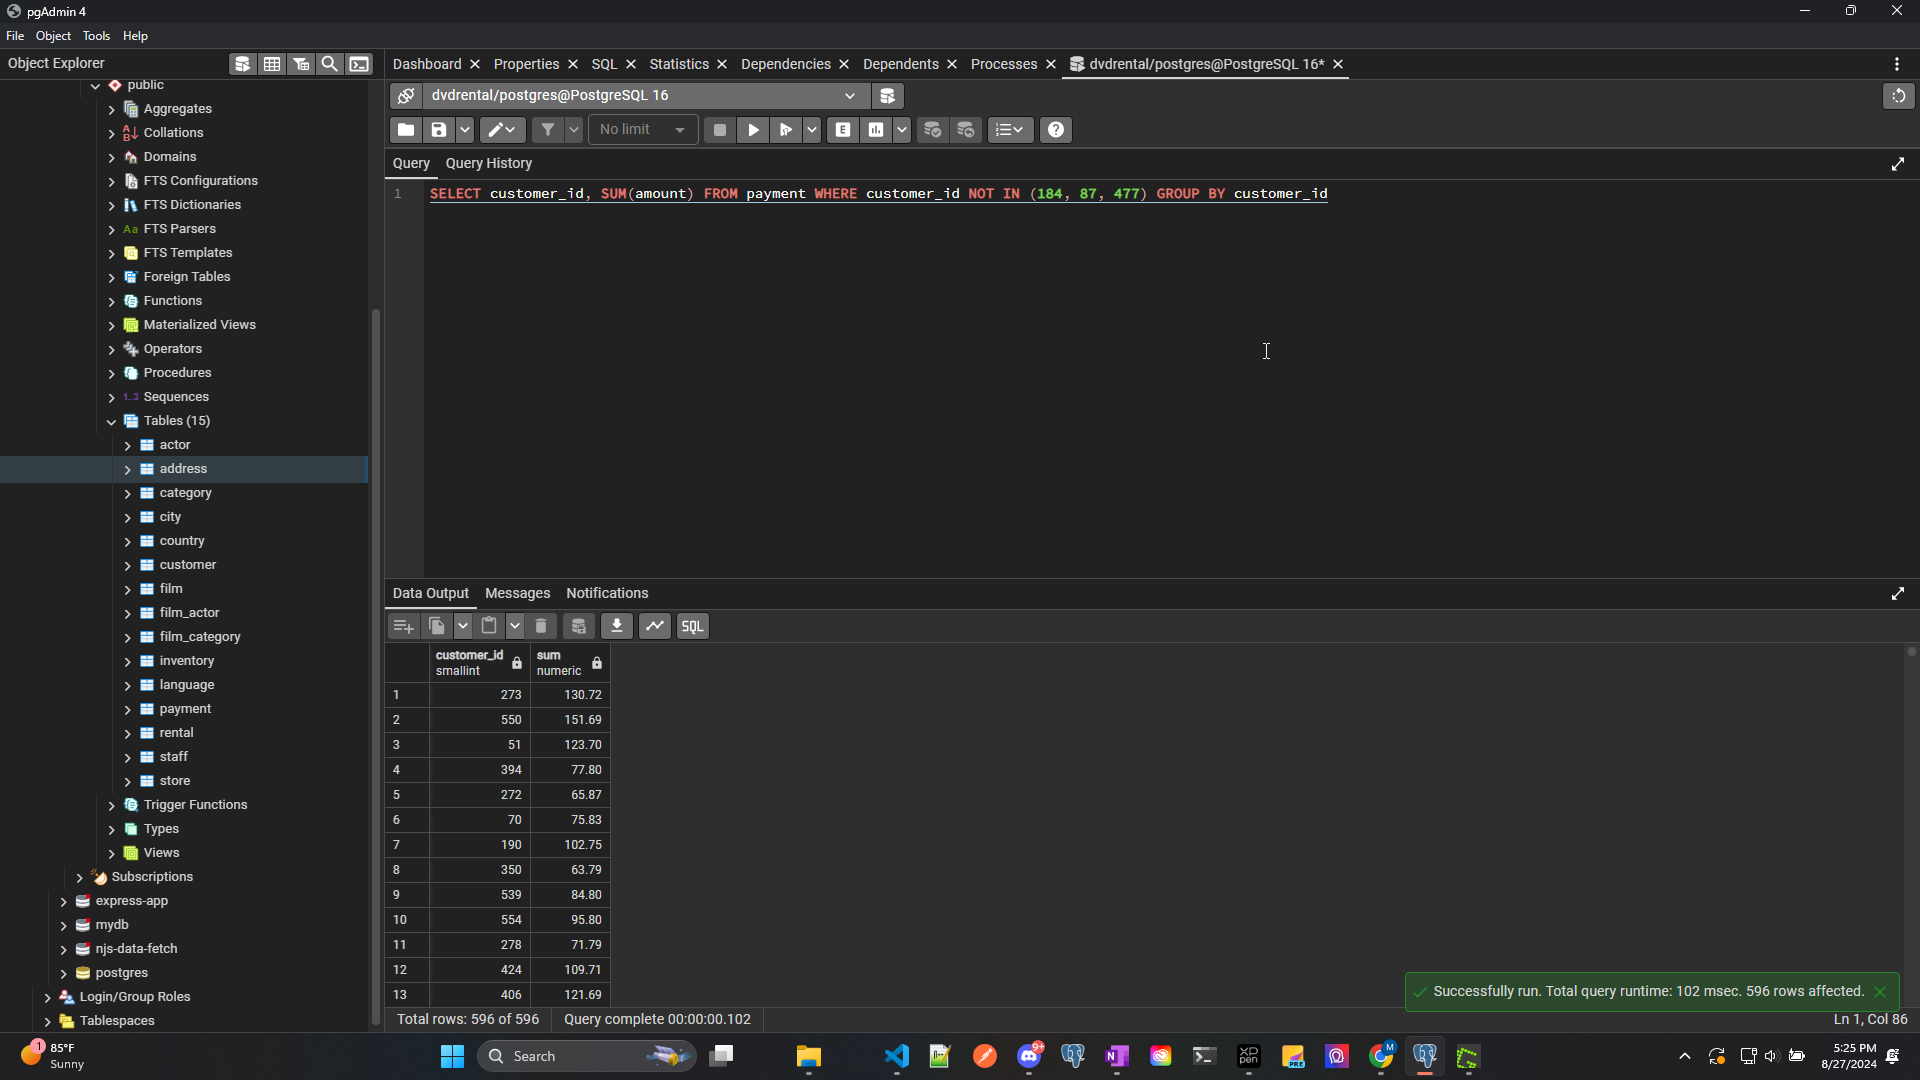 pgAdmin 4
File Object Tools Help
Object Explorer
Dashboard Properties SQL Statistics Dependencies Dependents Processes dvdrental/postgres@PostgreSQL 16*
public
Aggregates
Collations
Domains
FTS Configurations
FTS Dictionaries
Aa FTS Parsers
FTS Templates
Foreign Tables
Functions
Materialized Views
Operators
Procedures
1..3 Sequences
Tables (15)
actor
address
category
city
country
customer
film
film_actor
film_category
inventory
language
payment
rental
staff
store
Trigger Functions
Types
Views
Subscriptions
express-app
mydb
njs-data-fetch
postgres
Login/Group Roles
Tablespaces
dvdrental/postgres@PostgreSQL 16
No limit
E
Query Query History
1 SELECT customer_id, SUM(amount) FROM payment WHERE customer_id NOT IN (184, 87, 477) GROUP BY customer_id
Data Output Messages Notifications
SQL
customer_id sum
smallint numeric
1 273 130.72
2 550 151.69
3 51 123.70
4 394 77.80
5 272 65.87
6 70 75.83
7 190 102.75
8 350 63.79
9 539 84.80
10 554 95.80
11 278 71.79
12 424 109.71
13 406 121.69
Successfully run. Total query runtime: 102 msec. 596 rows affected.
Total rows: 596 of 596 Query complete 00:00:00.102 Ln 1, Col 86
1 85°F
Sunny
Search
9+
XP
pen
PRE
M
5:25 PM
8/27/2024